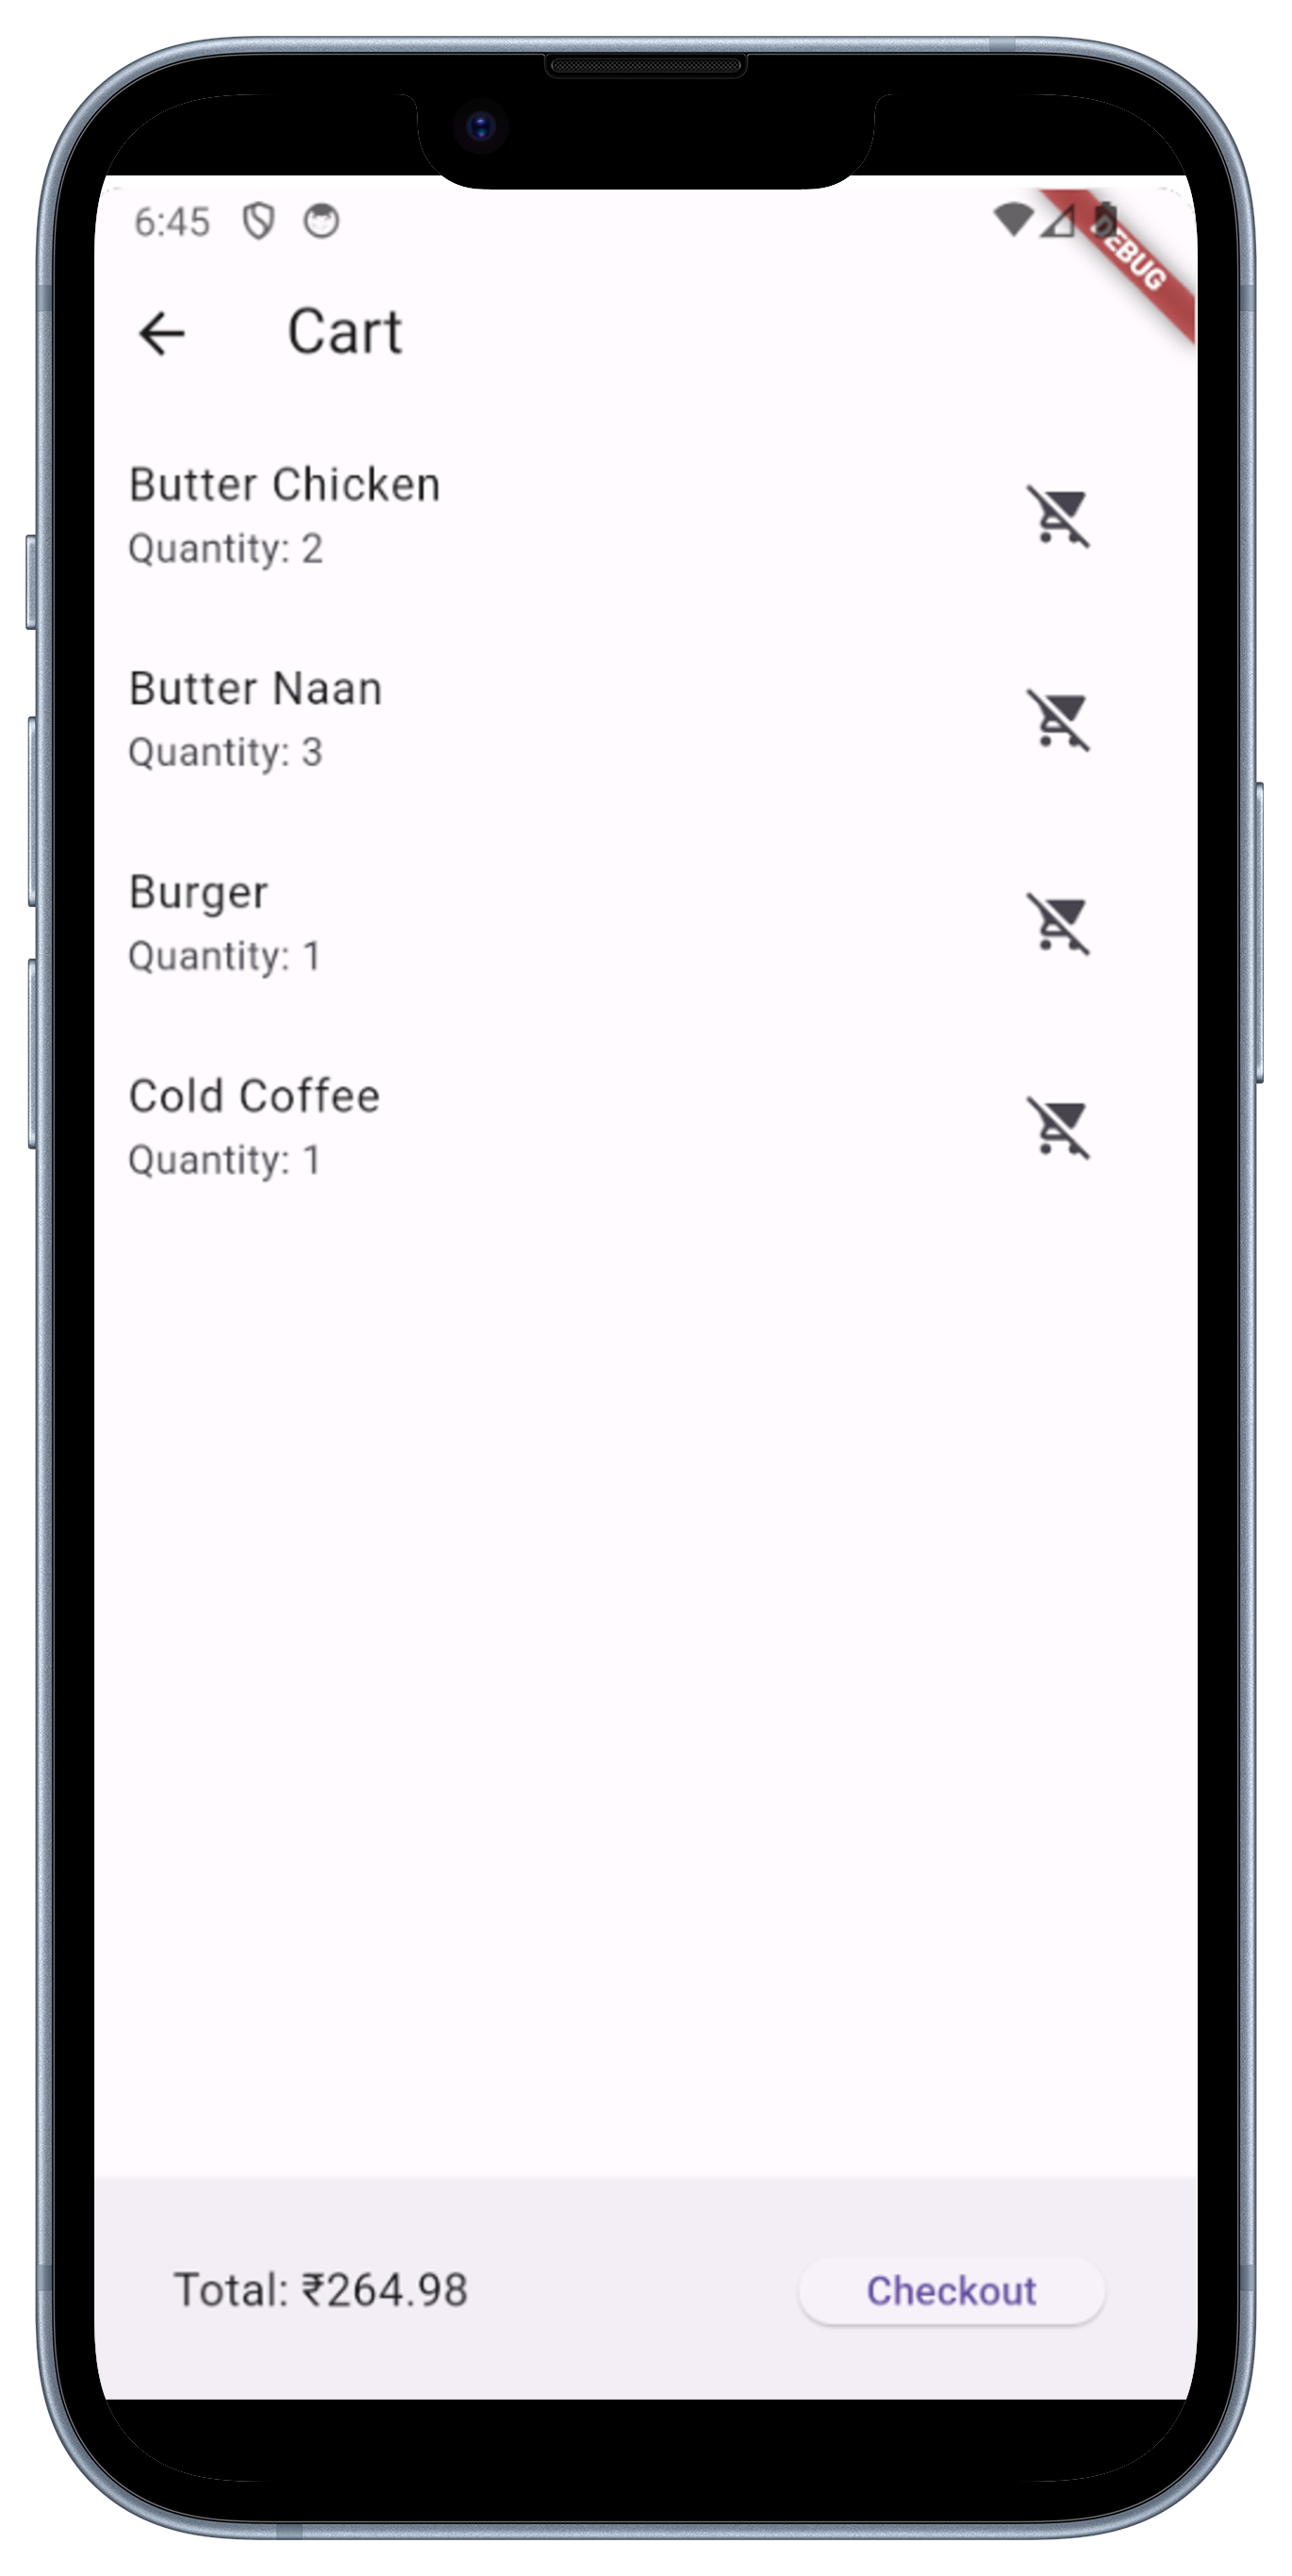 6:45
DEBUG
Cart
Butter Chicken
Quantity: 2
Butter Naan
Quantity: 3
Burger
Quantity: 1
Cold Coffee
Quantity: 1
Total: ₹264.98
Checkout